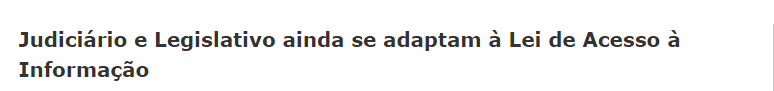 Judiciário e Legislativo ainda se adaptam à Lei de Acesso à
Informação